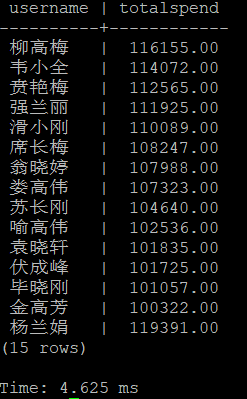 username | totalspend
----------+------------
柳高梅 | 116155.00
韦小全 | 114072.00
贲艳梅 | 112565.00
强兰丽 | 111925.00
滑小刚 | 110089.00
席长梅 | 108247.00
翁晓婷 | 107988.00
娄高伟 | 107323.00
苏长刚 | 104640.00
喻高伟 | 102536.00
袁晓轩 | 101835.00
伏成峰 | 101725.00
毕晓刚 | 101057.00
金高芳 | 100322.00
杨兰娟 | 119391.00
(15 rows)
Time: 4.625 ms